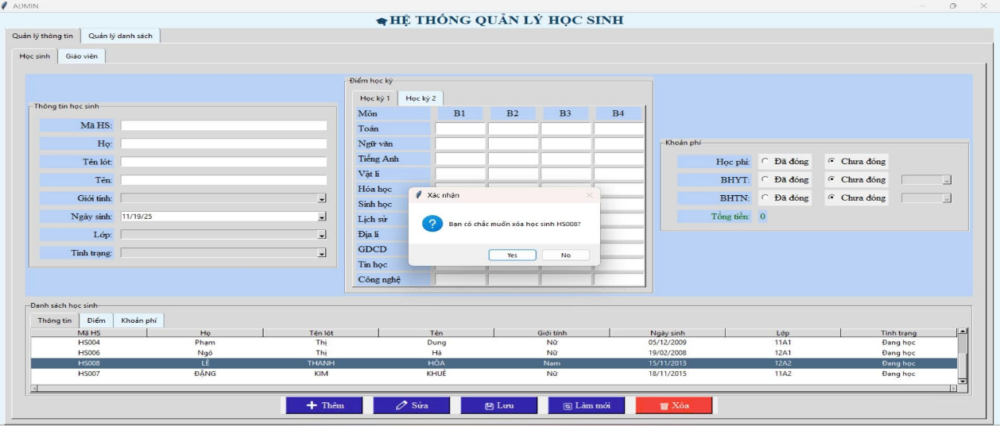 ADMIN
HỆ THỐNG QUẢN LÝ HỌC SINH
Quản lý thông tin Quản lý danh sách
Học sinh Giáo viên
Thông tin học sinh
Mã HS:
Họ:
Tên lót:
Tên:
Giới tính:
Ngày sinh: 11/19/25
Lớp:
Tình trạng:
Điểm học kỳ
Học kỳ 1 Học kỳ 2
Môn B1 B2 B3 B4
Toán
Ngữ văn
Tiếng Anh
Vật lí
Hóa học
Sinh học
Lịch sử
Địa lí
GDCD
Tin học
Công nghệ
Khoản phí
Học phí: Đã đóng Chưa đóng
BHYT: Đã đóng Chưa đóng
BHTN: Đã đóng Chưa đóng
Tổng tiền: 0
Xác nhận
Bạn có chắc muốn xóa học sinh HS008?
Yes No
Danh sách học sinh
Thông tin Điểm Khoản phí
Mã HS Họ Tên lót Tên Giới tính Ngày sinh Lớp Tình trạng
HS004 Phạm Thị Dung Nữ 05/12/2009 11A1 Đang học
HS006 Ngô Thị Hà Nữ 19/02/2008 12A1 Đang học
HS008 LÊ THANH HÒA Nam 15/11/2013 12A2 Đang học
HS007 ĐẶNG KIM KHUÊ Nữ 18/11/2015 11A2 Đang học
Thêm Sửa Lưu Làm mới Xóa